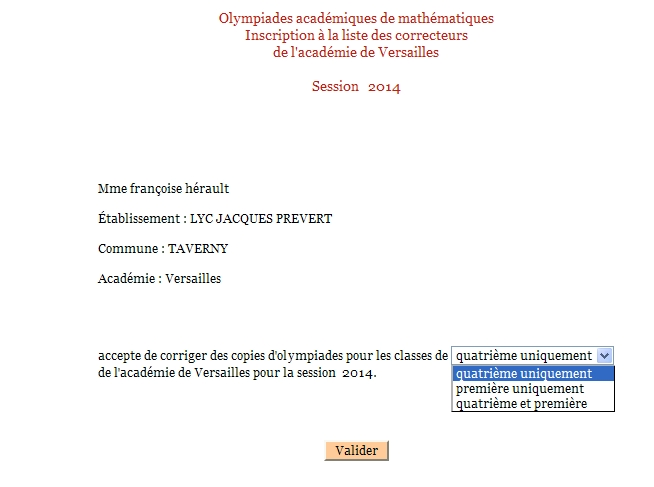 Olympiades académiques de mathématiques
Inscription à la liste des correcteurs
de l'académie de Versailles
Session 2014
Mme françoise hérault
Établissement : LYC JACQUES PREVERT
Commune : TAVERNY
Académie : Versailles
accepte de corriger des copies d'olympiades pour les classes de quatrième uniquement
de l'académie de Versailles pour la session 2014.
quatrième uniquement
première uniquement
quatrième et première
Valider